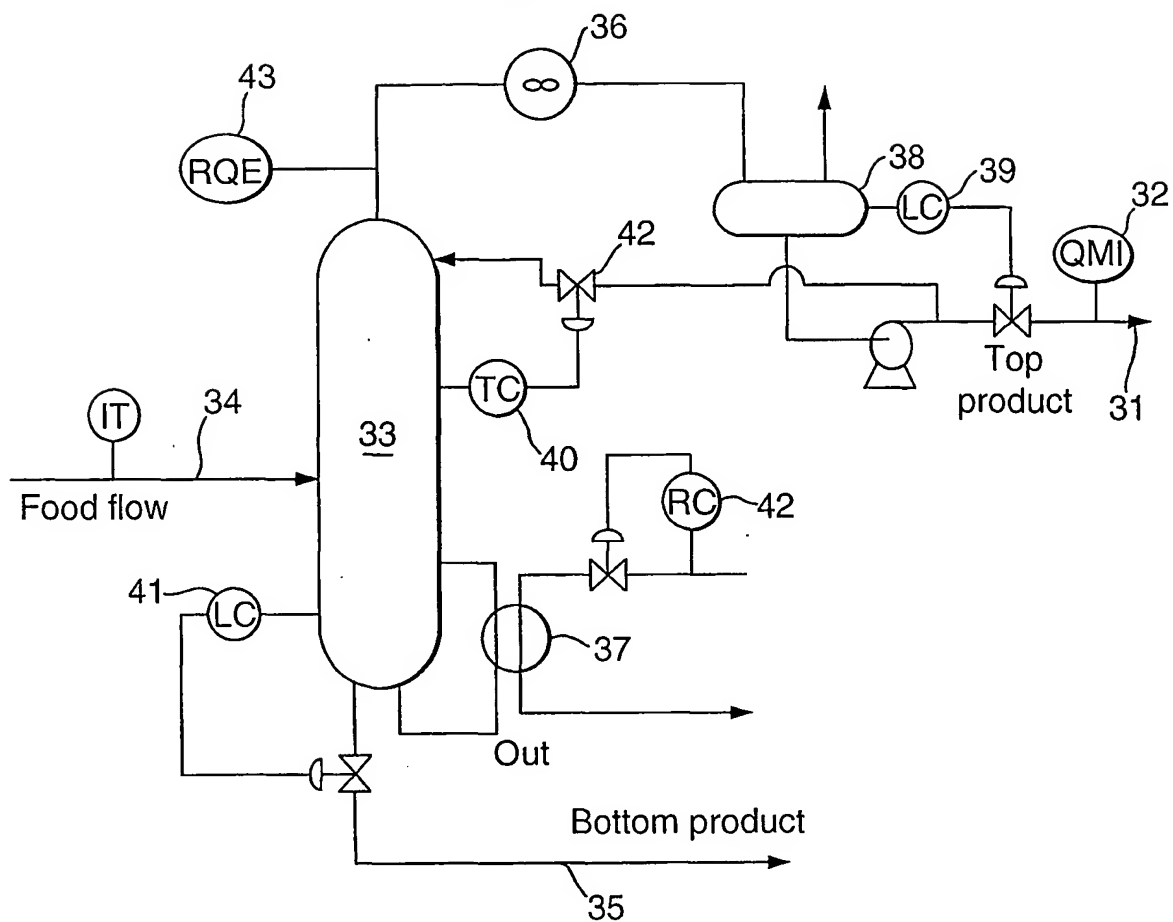 36
43
RQE
38
39
LC
32
QMI
42
Top
product
31
TC
40
33
IT
34
Food flow
RC
42
41
LC
37
Out
Bottom product
35